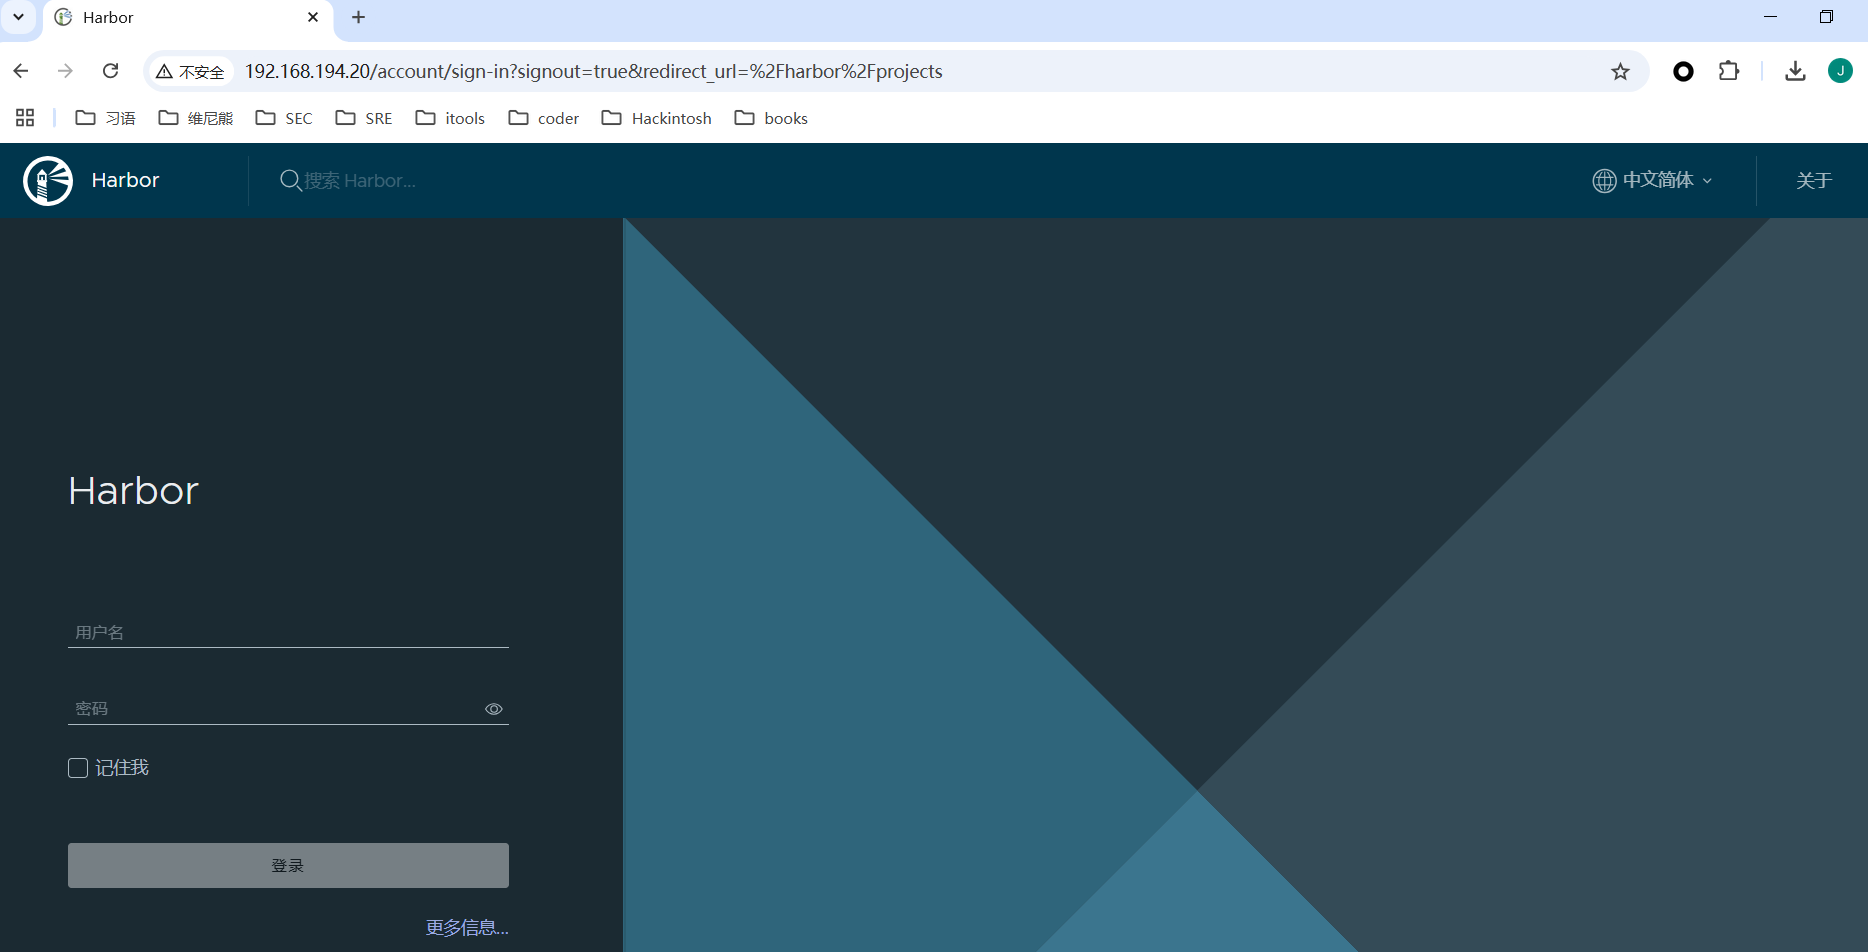 Harbor
不安全 192.168.194.20/account/sign-in?signout=true&redirect_url=%2Fharbor%2Fprojects
习语 维尼熊 SEC SRE itools coder Hackintosh books
Harbor 搜索 Harbor... 中文简体 关于
Harbor
用户名
密码
记住我
登录
更多信息...
J